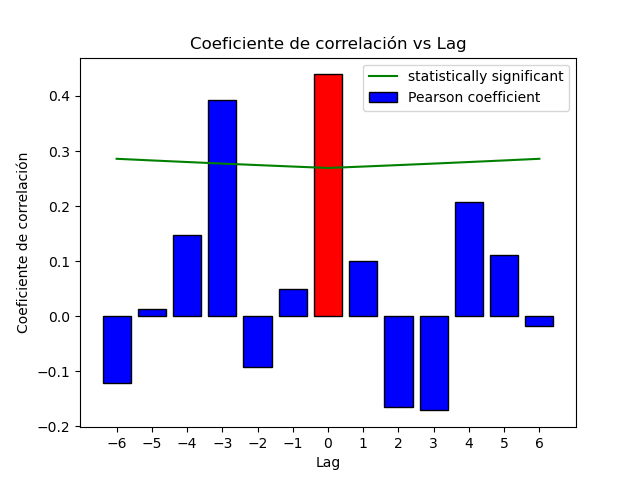 Coeficiente de correlación vs Lag
statistically significant
Pearson coefficient
Coeficiente de correlación
0.4
0.3
0.2
0.1
0.0
−0.1
−0.2
−6 −5 −4 −3 −2 −1 0 1 2 3 4 5 6
Lag